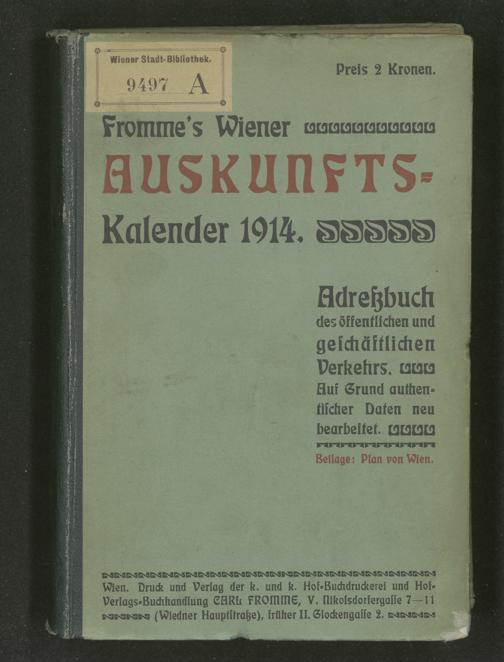 Wiener Stadt-Bibliothek.
9497 A
Preis 2 Kronen.
Fromme's Wiener
AUSKUNFTS-
Kalender 1914.
Adreßbuch
des öffentlichen und
geschäftlichen
Verkehrs.
Auf Grund authen-
tischer Daten neu
bearbeitet.
Beilage: Plan von Wien.
Wien. Druck und Verlag der k. und k. Hof-Buchdruckerei und Hof-
Verlags-Buchhandlung CARL FROMME, V. Nikolsdorfergasse 7—11
(Wiedner Hauptstraße), früher II. Glockengasse 2.